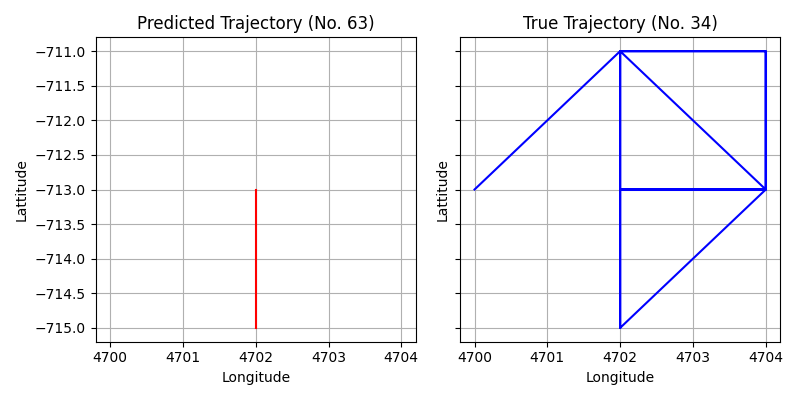 Predicted Trajectory (No. 63)
True Trajectory (No. 34)
−711.0
−711.5
−712.0
−712.5
−713.0
−713.5
−714.0
−714.5
−715.0
Lattitude
Lattitude
4700 4701 4702 4703 4704
4700 4701 4702 4703 4704
Longitude
Longitude